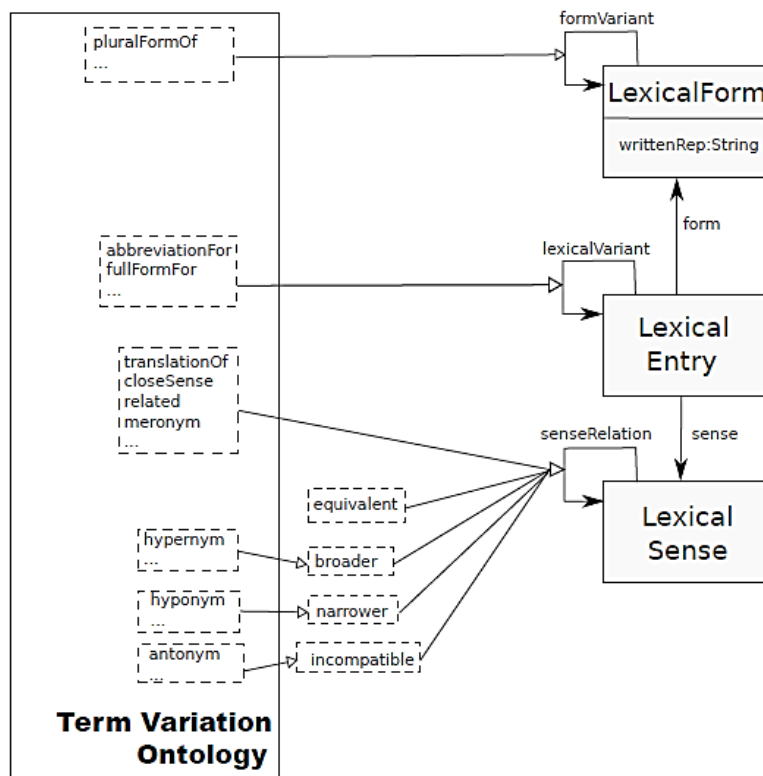 formVariant
pluralFormOf
...
LexicalForm
writtenRep:String
form
lexicalVariant
abbreviationFor
fullFormFor
...
Lexical
Entry
translationOf
closeSense
related
meronym
...
senseRelation
sense
equivalent
Lexical
Sense
hypernym
...
broader
hyponym
...
narrower
antonym
...
incompatible
Term Variation
Ontology